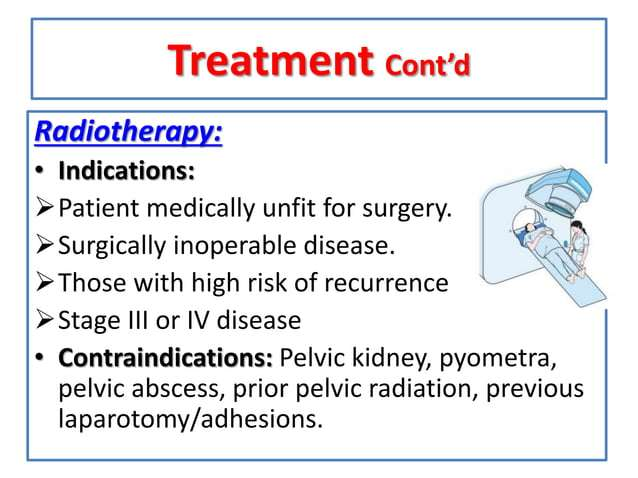 Treatment Cont’d
Radiotherapy:
• Indications:
➢Patient medically unfit for surgery.
➢Surgically inoperable disease.
➢Those with high risk of recurrence
➢Stage III or IV disease
• Contraindications: Pelvic kidney, pyometra,
pelvic abscess, prior pelvic radiation, previous
laparotomy/adhesions.